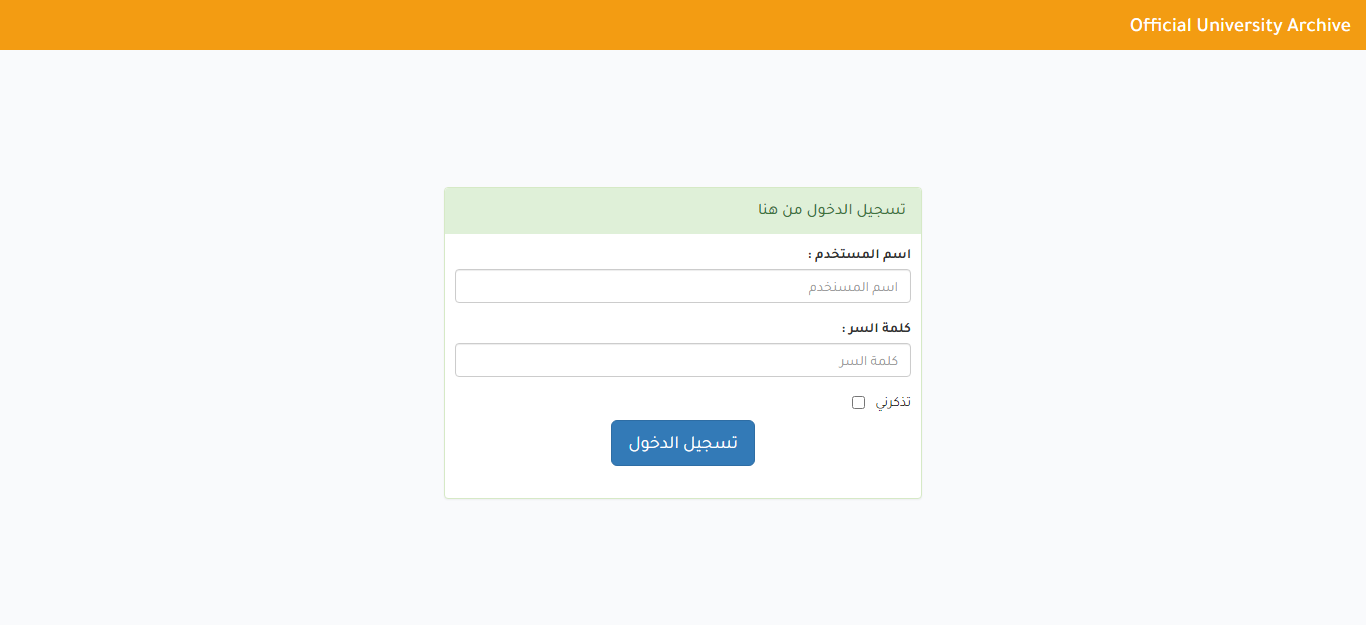 Official University Archive
تسجيل الدخول من هنا
اسم المستخدم :
اسم المستخدم
كلمة السر :
كلمة السر
تذكرني
تسجيل الدخول